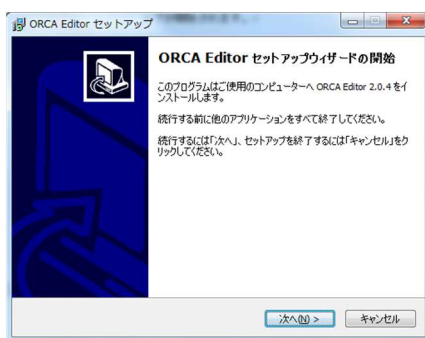 ORCA Editor セットアップ
ORCA Editor セットアップウィザードの開始
このプログラムはご使用のコンピューターへ ORCA Editor 2.0.4 をイ
ンストールします。
続行する前に他のアプリケーションをすべて終了してください。
続行するには「次へ」、セットアップを終了するには「キャンセル」をク
リックしてください。
次へ(N) >
キャンセル